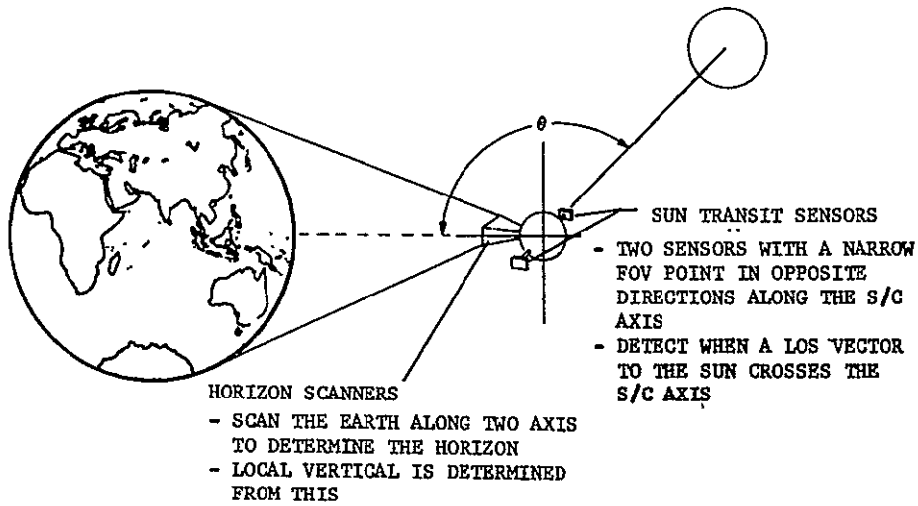 θ
SUN TRANSIT SENSORS
- TWO SENSORS WITH A NARROW
FOV POINT IN OPPOSITE
DIRECTIONS ALONG THE S/C
AXIS
- DETECT WHEN A LOS VECTOR
TO THE SUN CROSSES THE
S/C AXIS
HORIZON SCANNERS
- SCAN THE EARTH ALONG TWO AXIS
TO DETERMINE THE HORIZON
- LOCAL VERTICAL IS DETERMINED
FROM THIS